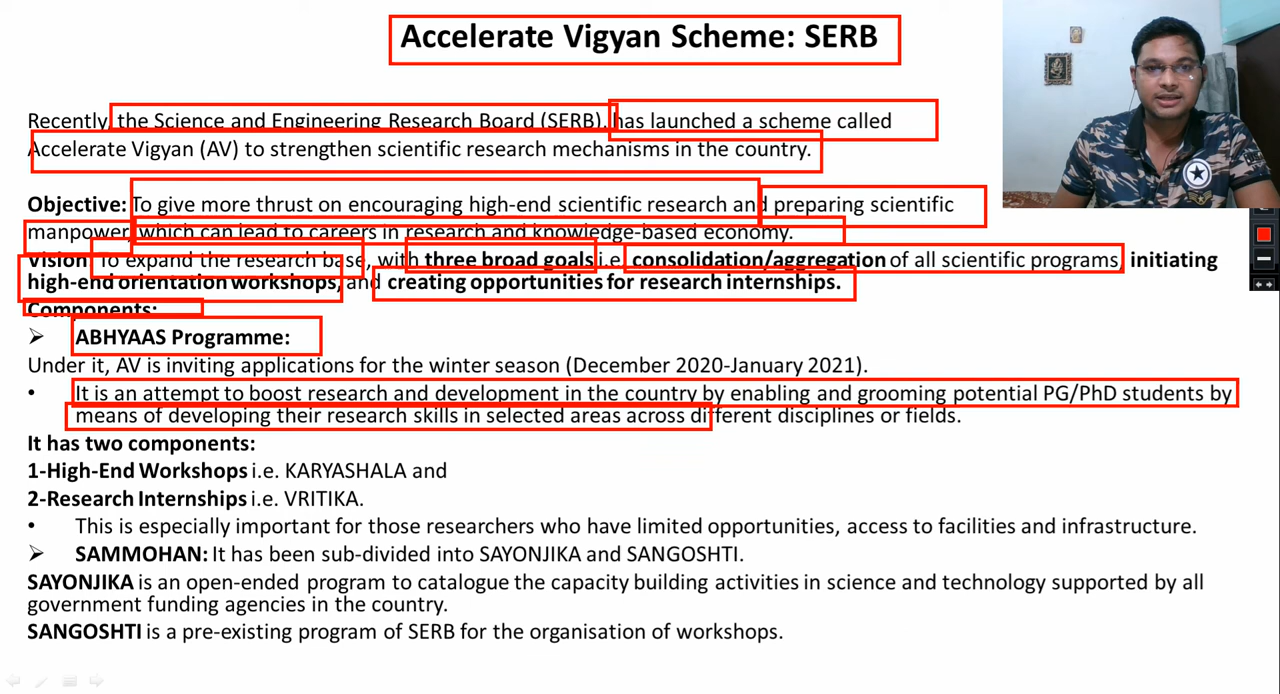 Accelerate Vigyan Scheme: SERB
Recently, the Science and Engineering Research Board (SERB), has launched a scheme called
Accelerate Vigyan (AV) to strengthen scientific research mechanisms in the country.
Objective: To give more thrust on encouraging high-end scientific research and preparing scientific
manpower, which can lead to careers in research and knowledge-based economy.
Vision To expand the research base, with three broad goals i.e. consolidation/aggregation of all scientific programs, initiating
high-end orientation workshops, and creating opportunities for research internships.
Components:
➢ ABHYAAS Programme:
Under it, AV is inviting applications for the winter season (December 2020-January 2021).
• It is an attempt to boost research and development in the country by enabling and grooming potential PG/PhD students by
means of developing their research skills in selected areas across different disciplines or fields.
It has two components:
1-High-End Workshops i.e. KARYASHALA and
2-Research Internships i.e. VRITIKA.
• This is especially important for those researchers who have limited opportunities, access to facilities and infrastructure.
➢ SAMMOHAN: It has been sub-divided into SAYONJIKA and SANGOSHTI.
SAYONJIKA is an open-ended program to catalogue the capacity building activities in science and technology supported by all
government funding agencies in the country.
SANGOSHTI is a pre-existing program of SERB for the organisation of workshops.